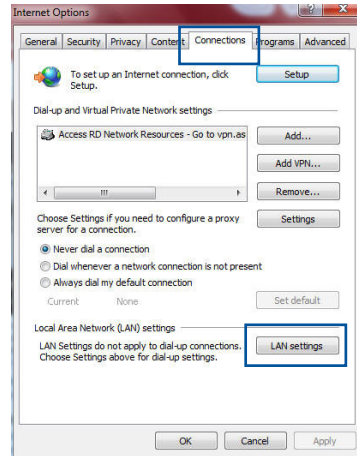 Internet Options
General Security Privacy Content Connections Programs Advanced
To set up an Internet connection, click
Setup.
Setup
Dial-up and Virtual Private Network settings
Access RD Network Resources - Go to vpn.as
Add...
Add VPN...
Remove...
Choose Settings if you need to configure a proxy
server for a connection.
Settings
Never dial a connection
Dial whenever a network connection is not present
Always dial my default connection
Current None
Set default
Local Area Network (LAN) settings
LAN Settings do not apply to dial-up connections.
Choose Settings above for dial-up settings.
LAN settings
OK Cancel Apply